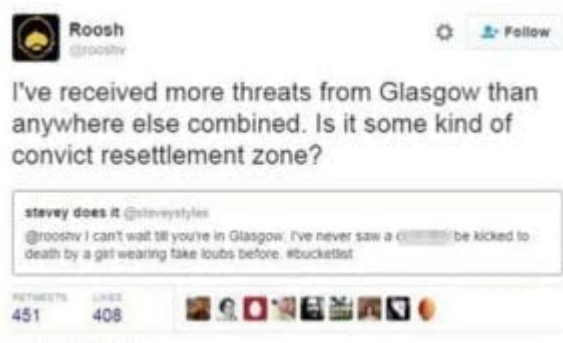 Roosh
@rooshv
Follow
I've received more threats from Glasgow than
anywhere else combined. Is it some kind of
convict resettlement zone?
stevey does it @steveystyles
@rooshv I can't wait till you're in Glasgow. I've never saw a be kicked to
death by a girl wearing fake loubs before. #bucketlist
RETWEETS LIKES
451 408